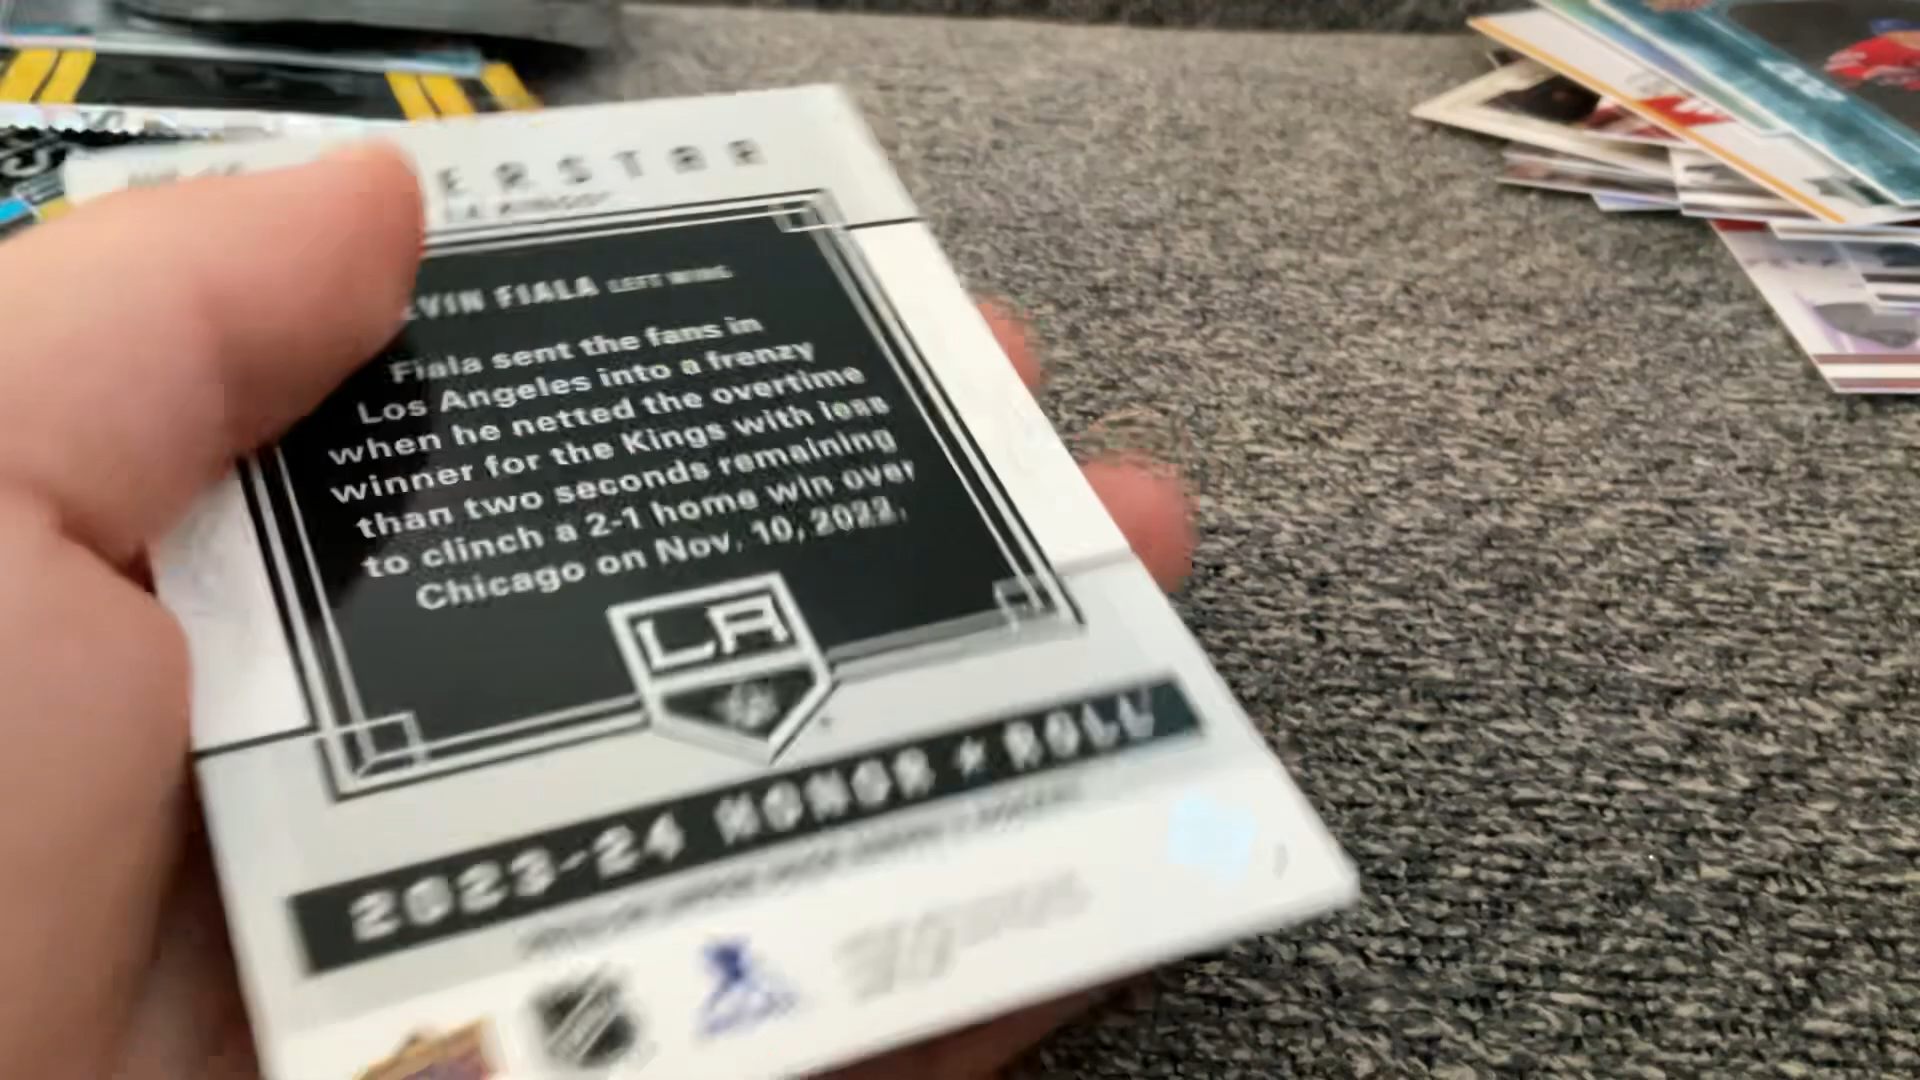 ERSTAR
LA KINGS
VIN FIALA LEFT WING
Fiala sent the fans in
Los Angeles into a frenzy
when he netted the overtime
winner for the Kings with less
than two seconds remaining
to clinch a 2-1 home win over
Chicago on Nov. 10, 2022.
LA
2023-24 HONOR ROLL